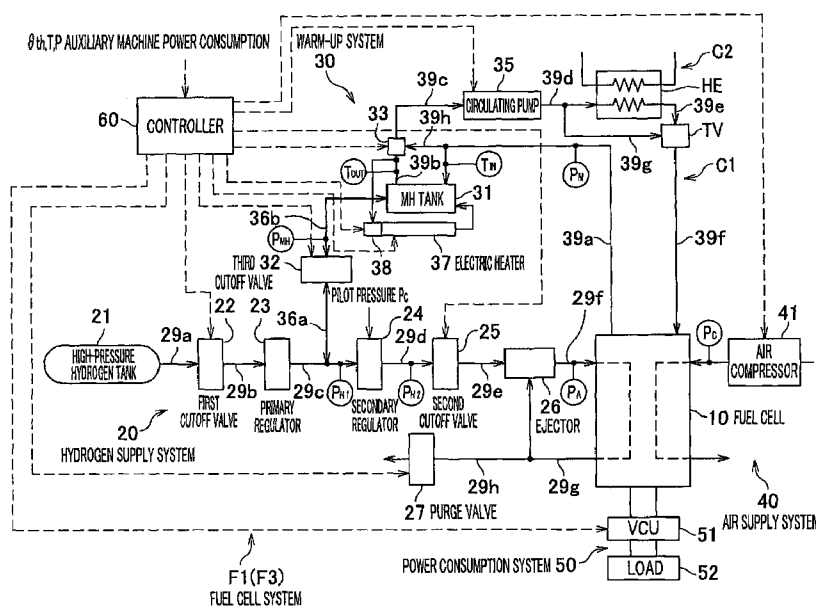 θth,T,P AUXILIARY MACHINE POWER CONSUMPTION
WARM-UP SYSTEM
30
35
39c
39d
C2
HE
CIRCULATING PUMP
39e
60
CONTROLLER
33
39h
TV
39g
TOUT
39b
TIN
PN
C1
MH TANK
31
36b
PMH
39a
39f
38
37 ELECTRIC HEATER
THIRD
CUTOFF VALVE
32
PILOT PRESSURE PC
21
22
23
36a
24
25
29f
41
HIGH-PRESSURE
HYDROGEN TANK
29a
29b
29c
29d
29e
PC
AIR
COMPRESSOR
PH1
PH2
PA
26
EJECTOR
10 FUEL CELL
FIRST
CUTOFF VALVE
PRIMARY
REGULATOR
SECONDARY
REGULATOR
SECOND
CUTOFF VALVE
20
HYDROGEN SUPPLY SYSTEM
29h
29g
40
AIR SUPPLY SYSTEM
27 PURGE VALVE
VCU
51
F1(F3)
FUEL CELL
SYSTEM
POWER CONSUMPTION
SYSTEM 50
LOAD
52